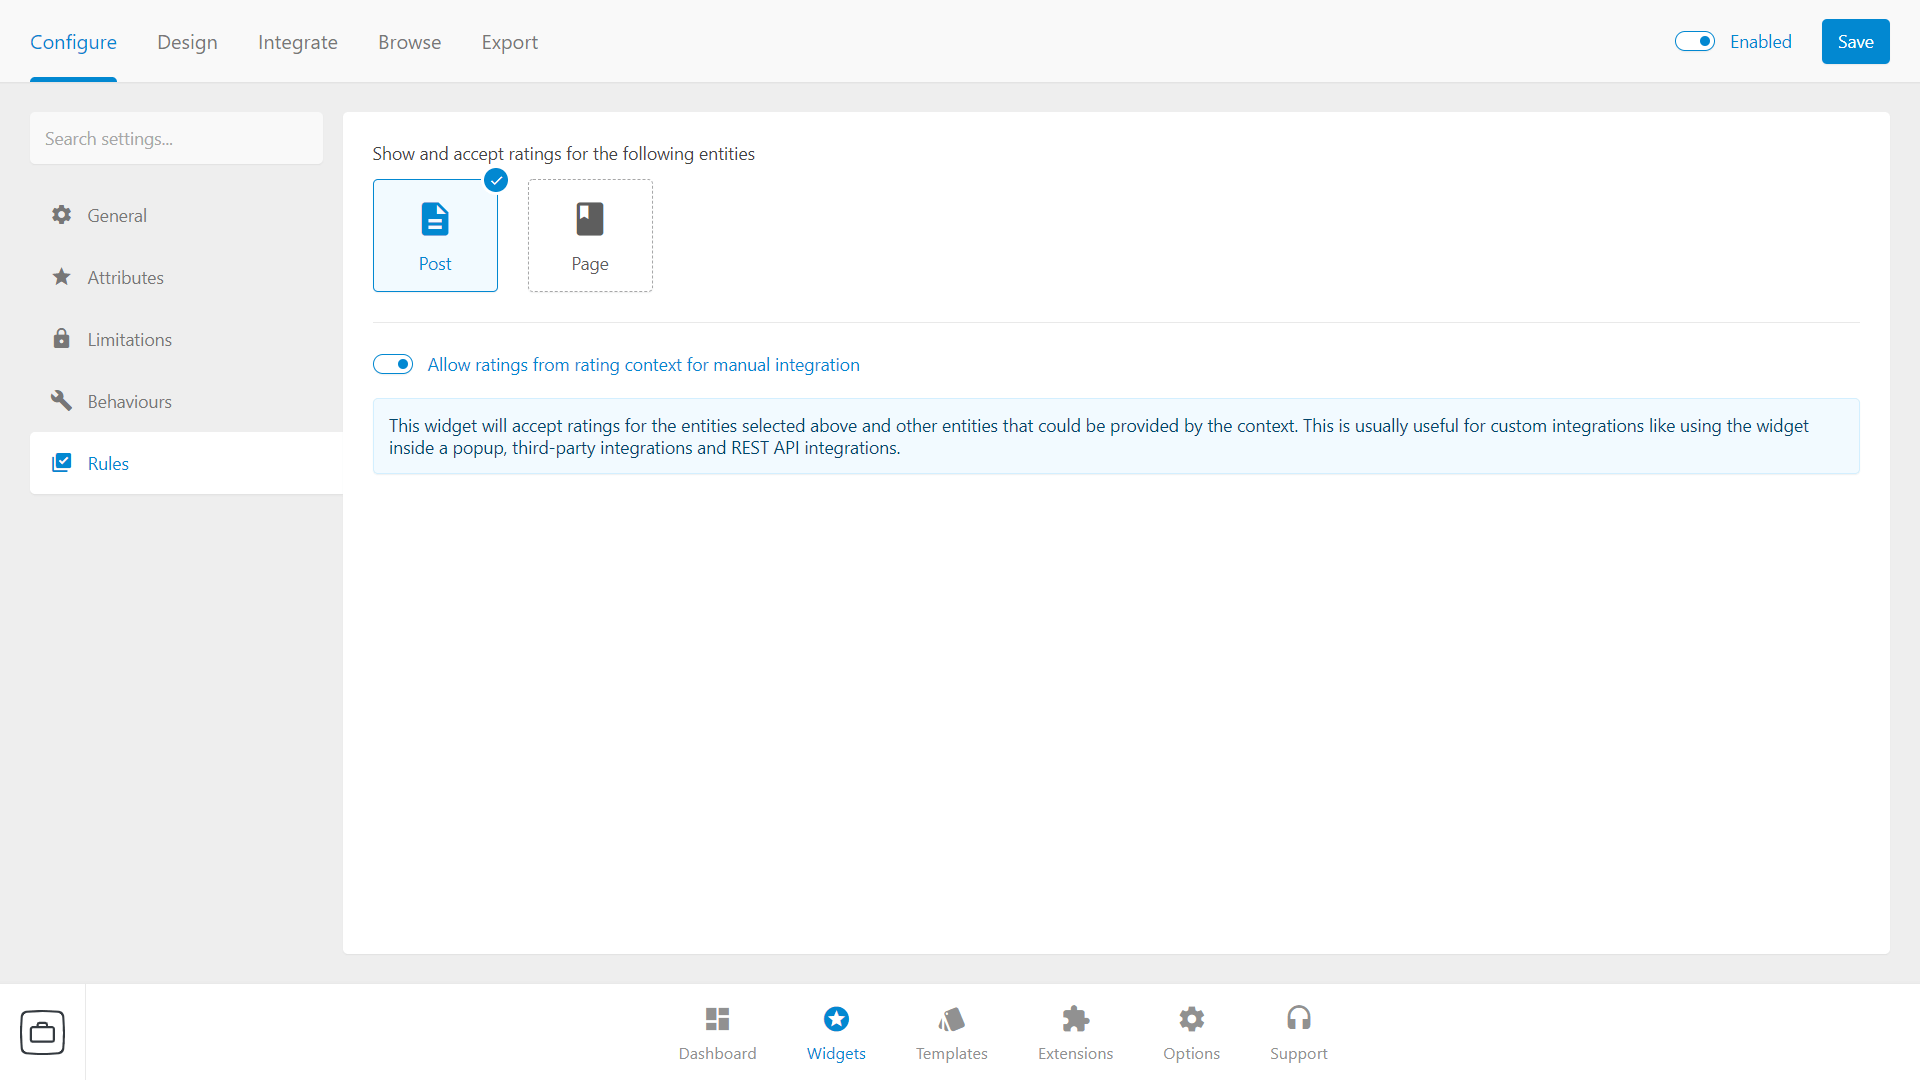 Configure
Design
Integrate
Browse
Export
Enabled
Save
Search settings...
General
Attributes
Limitations
Behaviours
Rules
Show and accept ratings for the following entities
Post
Page
Allow ratings from rating context for manual integration
This widget will accept ratings for the entities selected above and other entities that could be provided by the context. This is usually useful for custom integrations like using the widget
inside a popup, third-party integrations and REST API integrations.
Dashboard
Widgets
Templates
Extensions
Options
Support